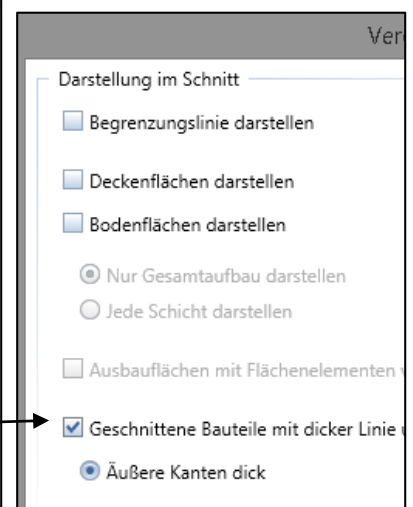 Ver
Darstellung im Schnitt
Begrenzungslinie darstellen
Deckenflächen darstellen
Bodenflächen darstellen
Nur Gesamtaufbau darstellen
Jede Schicht darstellen
Ausbauflächen mit Flächenelementen
Geschnittene Bauteile mit dicker Linie
Äußere Kanten dick